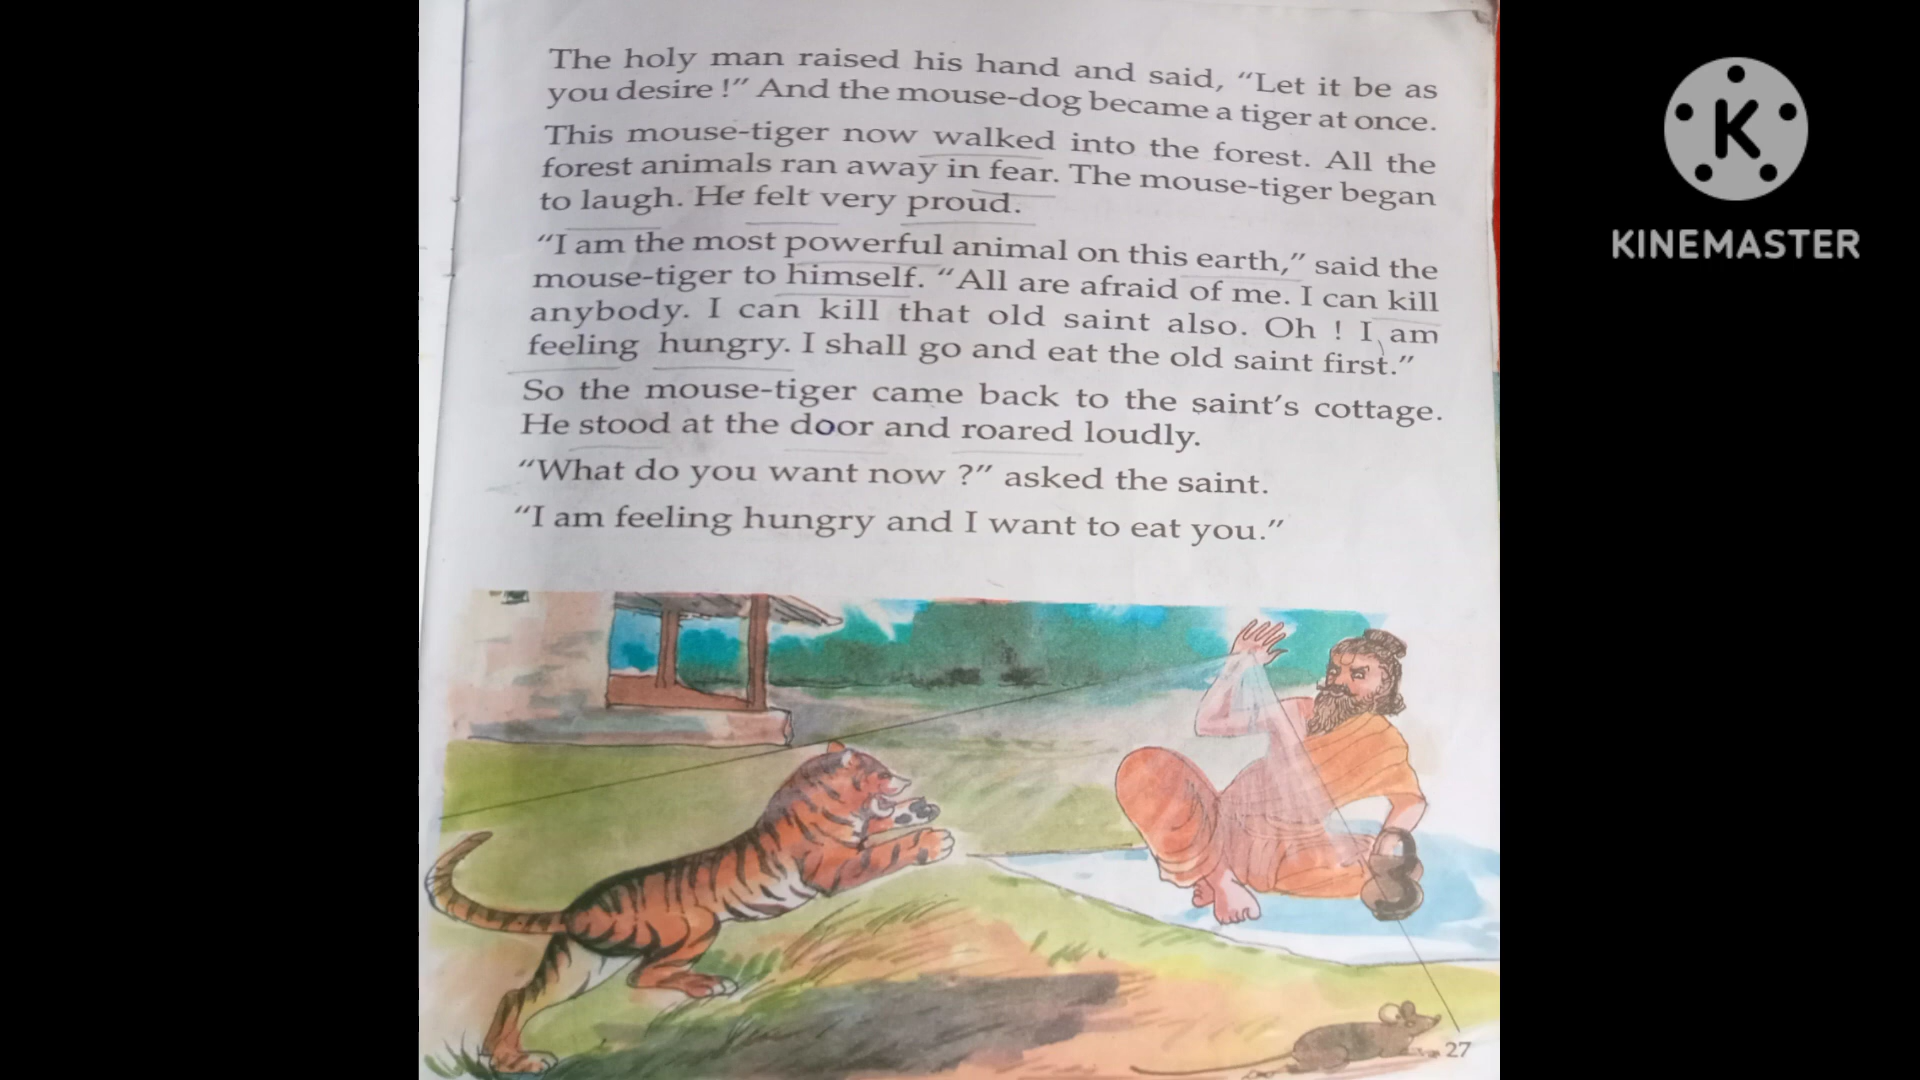 The holy man raised his hand and said, "Let it be as
you desire !" And the mouse-dog became a tiger at once.
This mouse-tiger now walked into the forest. All the
forest animals ran away in fear. The mouse-tiger began
to laugh. He felt very proud.
"I am the most powerful animal on this earth," said the
mouse-tiger to himself. "All are afraid of me. I can kill
anybody. I can kill that old saint also. Oh ! I am
feeling hungry. I shall go and eat the old saint first."
So the mouse-tiger came back to the saint's cottage.
He stood at the door and roared loudly.
"What do you want now ?" asked the saint.
"I am feeling hungry and I want to eat you."
27
K
KINEMASTER